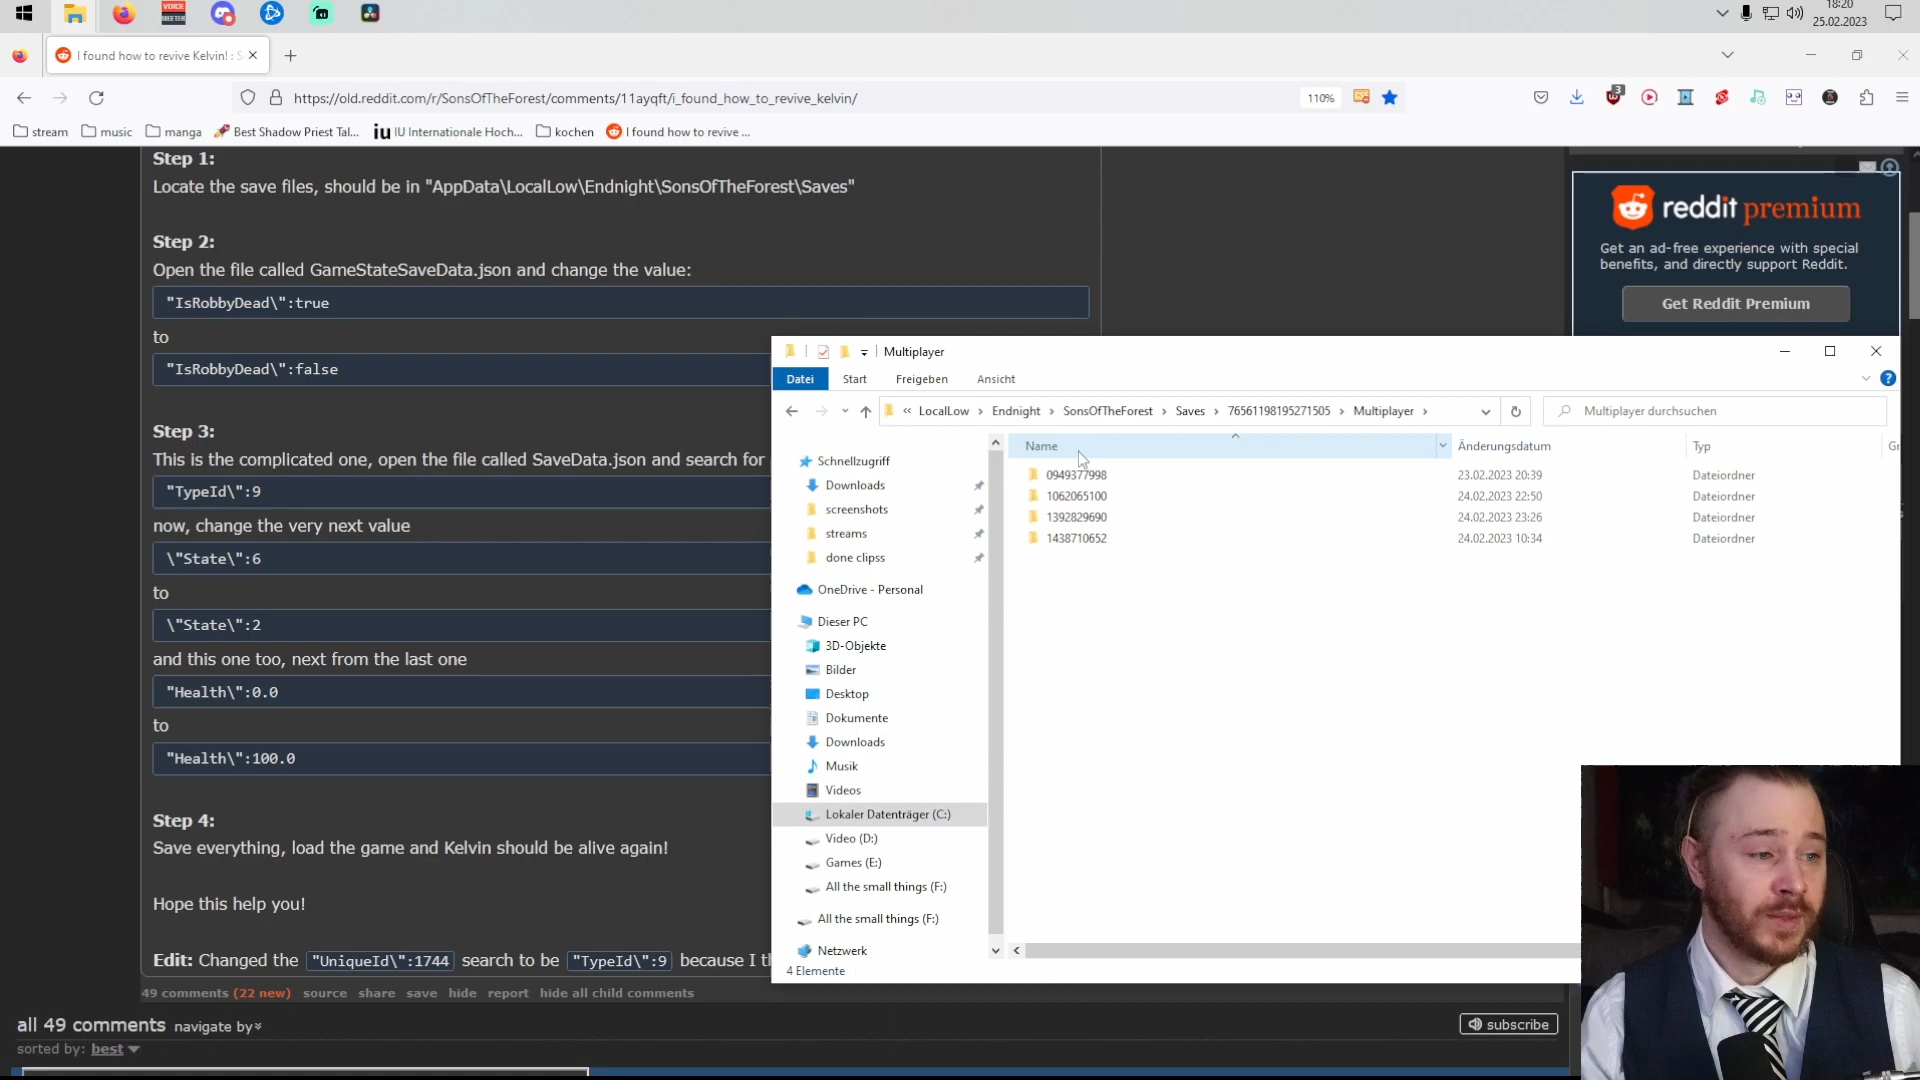 18:20
25.02.2023
VOICE
MEETER
I found how to revive Kelvin! : S
https://old.reddit.com/r/SonsOfTheForest/comments/11ayqft/i_found_how_to_revive_kelvin/
110%
3
stream
music
manga
Best Shadow Priest Tal...
iu IU Internationale Hoch...
kochen
I found how to revive ...
Step 1:
Locate the save files, should be in "AppData\LocalLow\Endnight\SonsOfTheForest\Saves"
Step 2:
Open the file called GameStateSaveData.json and change the value:
"IsRobbyDead\":true
to
"IsRobbyDead\":false
Step 3:
This is the complicated one, open the file called SaveData.json and search for
"TypeId\":9
now, change the very next value
\"State\":6
to
\"State\":2
and this one too, next from the last one
"Health\":0.0
to
"Health\":100.0
Step 4:
Save everything, load the game and Kelvin should be alive again!
Hope this help you!
Edit: Changed the "UniqueId\":1744 search to be "TypeId\":9 because I th
49 comments (22 new) source share save hide report hide all child comments
all 49 comments navigate by
sorted by: best
subscribe
reddit premium
Get an ad-free experience with special
benefits, and directly support Reddit.
Get Reddit Premium
Multiplayer
Datei Start Freigeben Ansicht
« LocalLow › Endnight › SonsOfTheForest › Saves › 76561198195271505 › Multiplayer ›
Multiplayer durchsuchen
Name Änderungsdatum Typ Gr
0949377998 23.02.2023 20:39 Dateiordner
1062065100 24.02.2023 22:50 Dateiordner
1392829690 24.02.2023 23:26 Dateiordner
1438710652 24.02.2023 10:34 Dateiordner
Schnellzugriff
Downloads
screenshots
streams
done clipss
OneDrive - Personal
Dieser PC
3D-Objekte
Bilder
Desktop
Dokumente
Downloads
Musik
Videos
Lokaler Datenträger (C:)
Video (D:)
Games (E:)
All the small things (F:)
All the small things (F:)
Netzwerk
4 Elemente